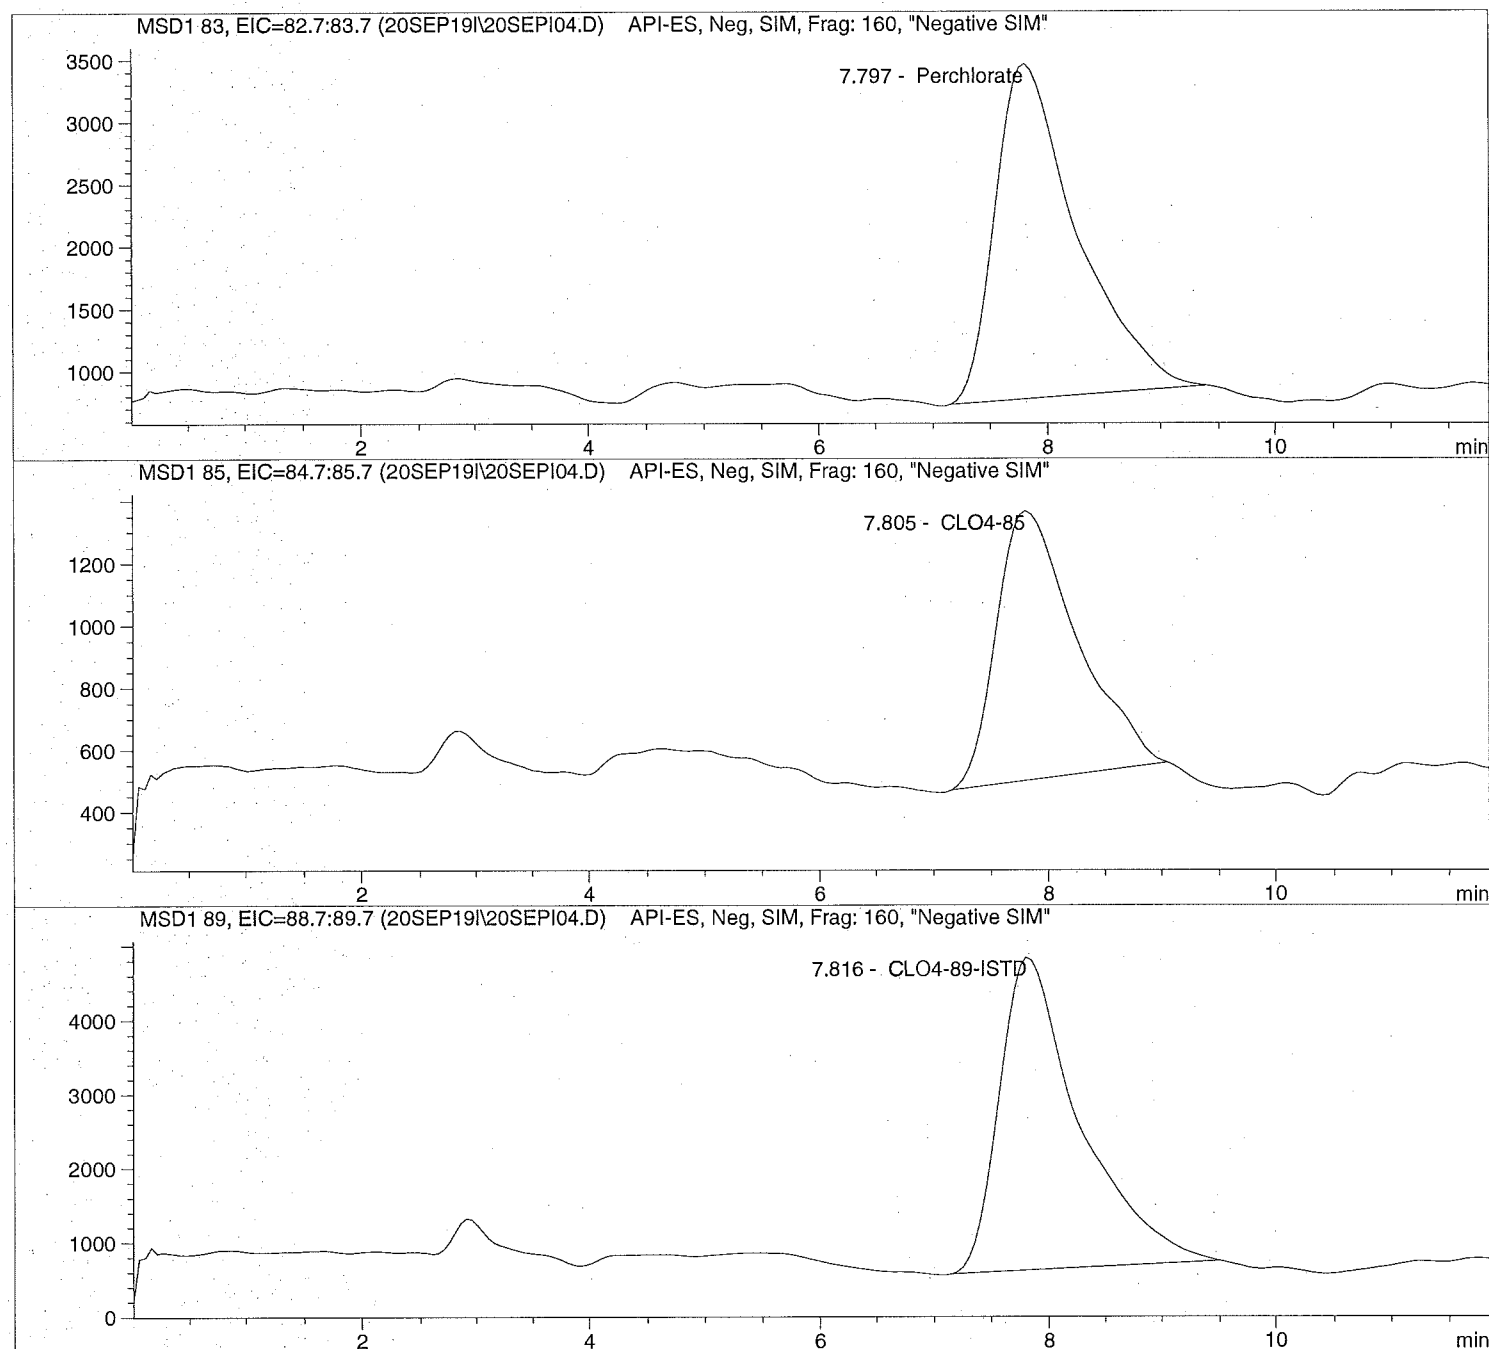 MSD1 83, EIC=82.7:83.7 (20SEP19I\20SEPI04.D) API-ES, Neg, SIM, Frag: 160, "Negative SIM"
7.797 - Perchlorate
3500
3000
2500
2000
1500
1000
2 4 6 8 10 min
MSD1 85, EIC=84.7:85.7 (20SEP19I\20SEPI04.D) API-ES, Neg, SIM, Frag: 160, "Negative SIM"
7.805 - CLO4-85
1200
1000
800
600
400
2 4 6 8 10 min
MSD1 89, EIC=88.7:89.7 (20SEP19I\20SEPI04.D) API-ES, Neg, SIM, Frag: 160, "Negative SIM"
7.816 - CLO4-89-ISTD
4000
3000
2000
1000
0
2 4 6 8 10 min